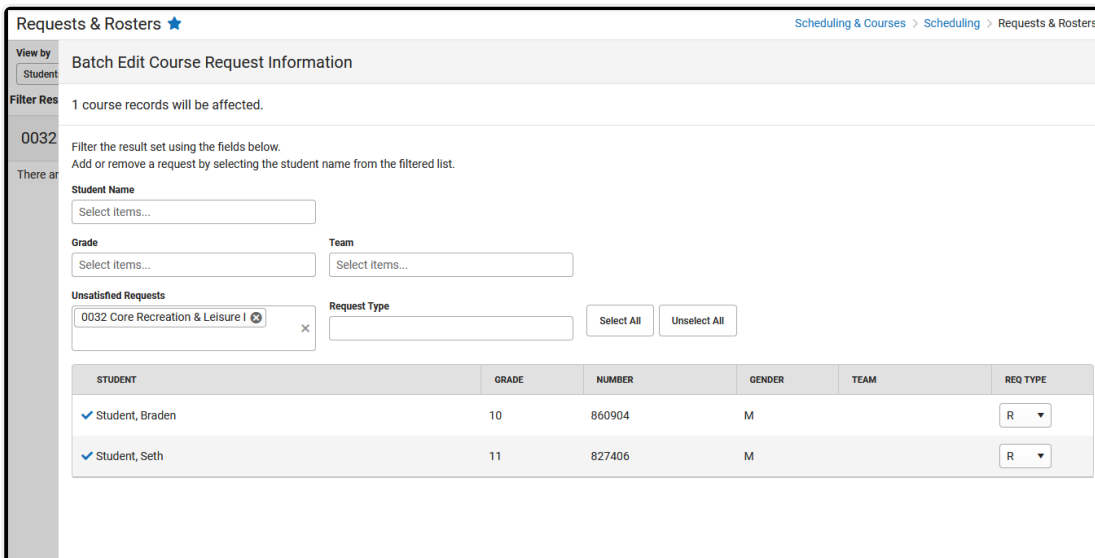 Requests & Rosters
Scheduling & Courses > Scheduling > Requests & Rosters
View by
Student
Filter Res
0032
There ar
Batch Edit Course Request Information
1 course records will be affected.
Filter the result set using the fields below.
Add or remove a request by selecting the student name from the filtered list.
Student Name
Select items...
Grade
Team
Select items...
Select items...
Unsatisfied Requests
Request Type
0032 Core Recreation & Leisure I
Select All
Unselect All
STUDENT GRADE NUMBER GENDER TEAM REQ TYPE
Student, Braden 10 860904 M R
Student, Seth 11 827406 M R